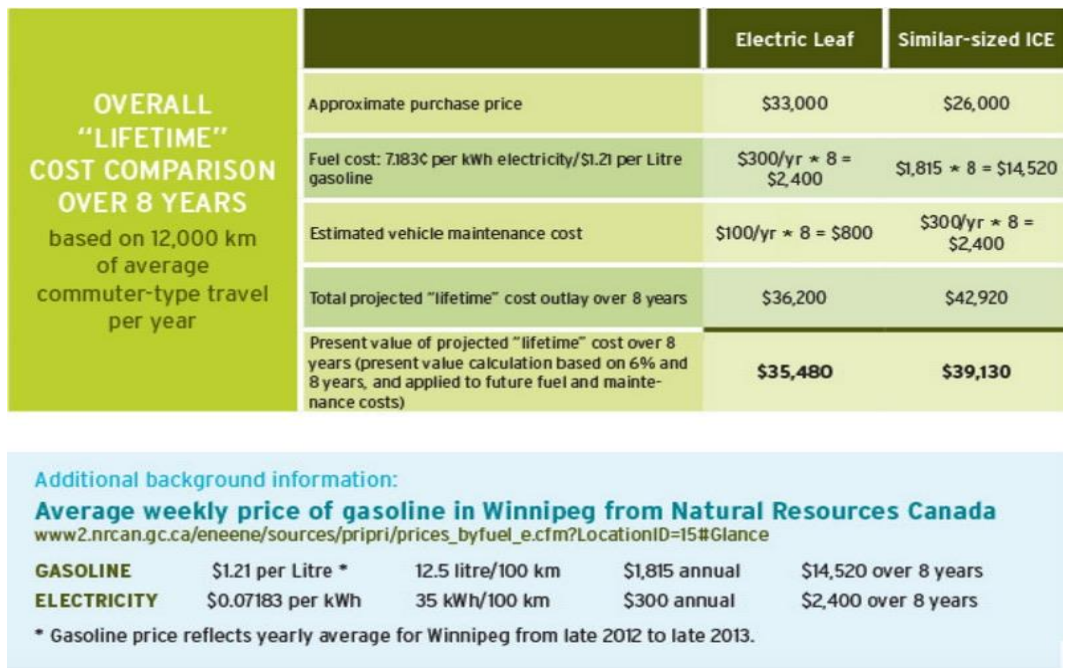 OVERALL
“LIFETIME”
COST COMPARISON
OVER 8 YEARS
based on 12,000 km
of average
commuter-type travel
per year
Electric Leaf
Similar-sized ICE
Approximate purchase price
$33,000
$26,000
Fuel cost: 7.183¢ per kWh electricity/$1.21 per Litre
gasoline
$300/yr * 8 =
$2,400
$1,815 * 8 = $14,520
Estimated vehicle maintenance cost
$100/yr * 8 = $800
$300/yr * 8 =
$2,400
Total projected “lifetime” cost outlay over 8 years
$36,200
$42,920
Present value of projected “lifetime” cost over 8
years (present value calculation based on 6% and
8 years, and applied to future fuel and mainte-
nance costs)
$35,480
$39,130
Additional background information:
Average weekly price of gasoline in Winnipeg from Natural Resources Canada
www2.nrcan.gc.ca/eneene/sources/pripri/prices_byfuel_e.cfm?LocationID=15#Glance
GASOLINE $1.21 per Litre * 12.5 litre/100 km $1,815 annual $14,520 over 8 years
ELECTRICITY $0.07183 per kWh 35 kWh/100 km $300 annual $2,400 over 8 years
* Gasoline price reflects yearly average for Winnipeg from late 2012 to late 2013.